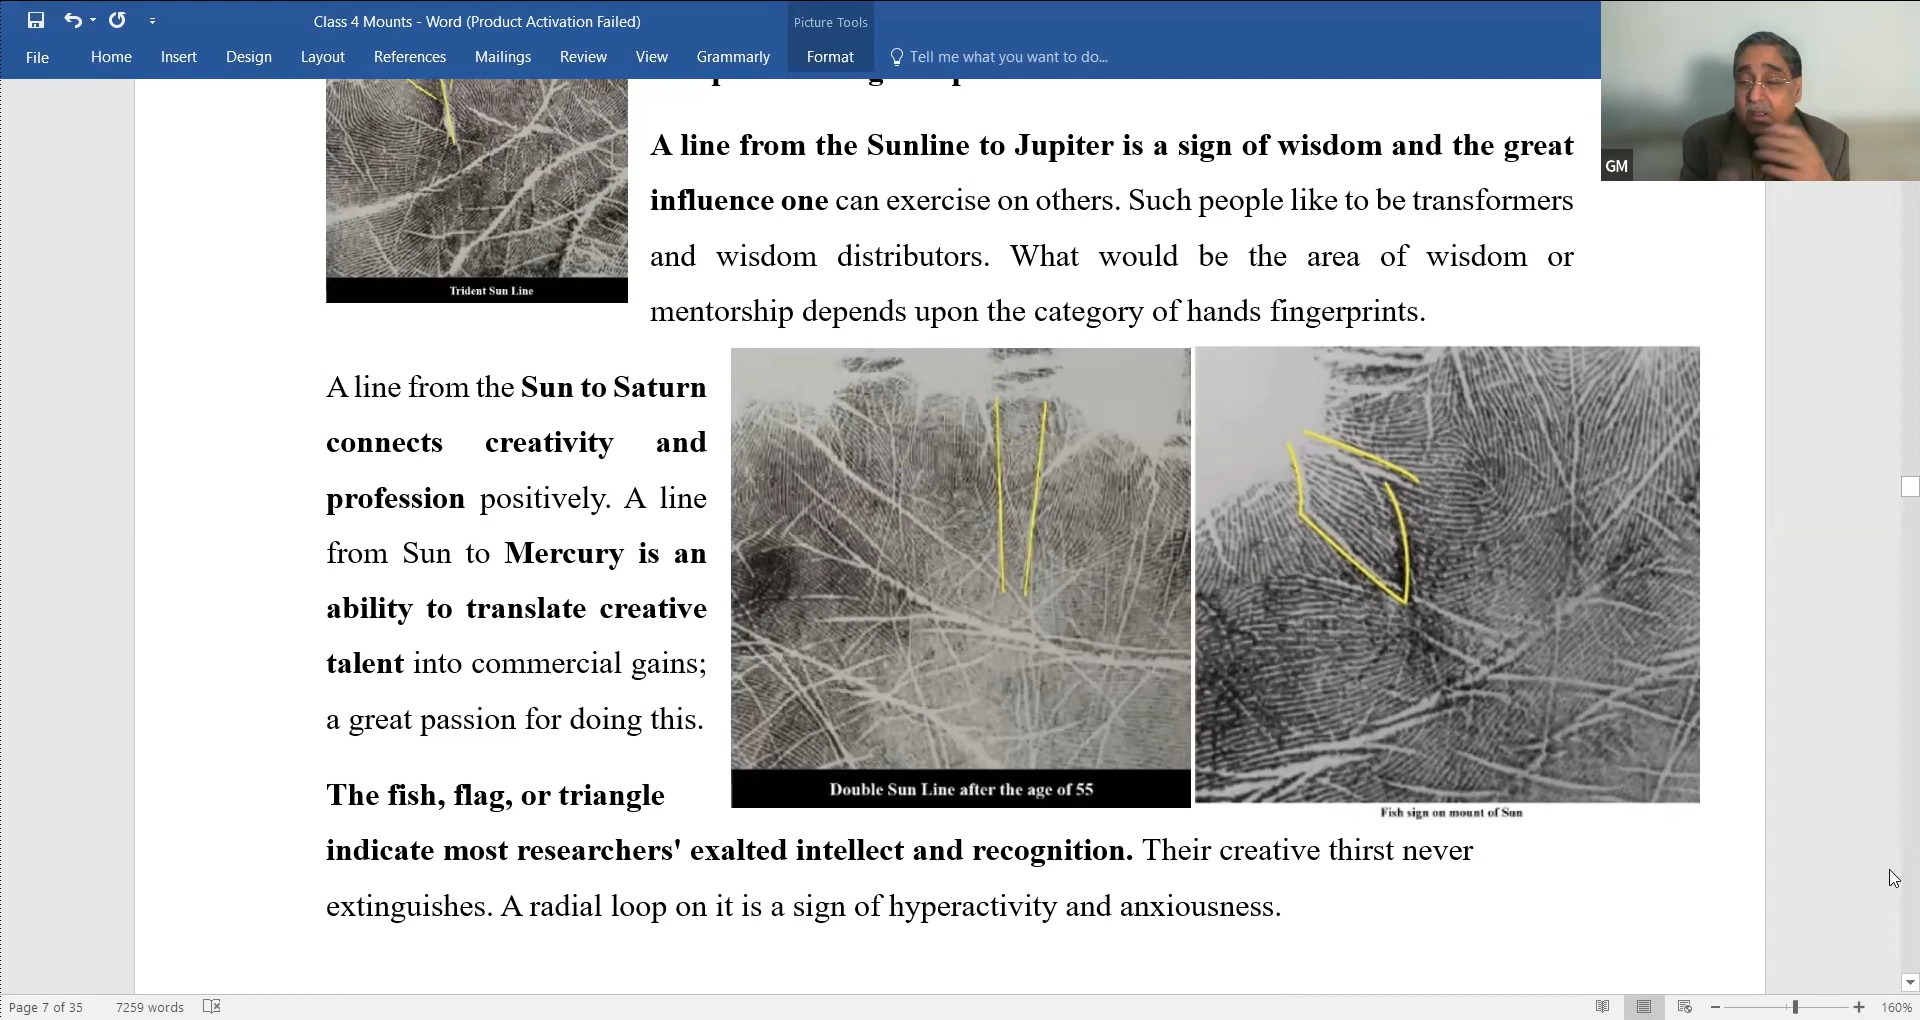 Class 4 Mounts - Word (Product Activation Failed)
Picture Tools
File Home Insert Design Layout References Mailings Review View Grammarly Format Tell me what you want to do...
GM
A line from the Sunline to Jupiter is a sign of wisdom and the great
influence one can exercise on others. Such people like to be transformers
and wisdom distributors. What would be the area of wisdom or
mentorship depends upon the category of hands fingerprints.
Trident Sun Line
A line from the Sun to Saturn
connects creativity and
profession positively. A line
from Sun to Mercury is an
ability to translate creative
talent into commercial gains;
a great passion for doing this.
Double Sun Line after the age of 55
Fish sign on mount of Sun
The fish, flag, or triangle
indicate most researchers' exalted intellect and recognition. Their creative thirst never
extinguishes. A radial loop on it is a sign of hyperactivity and anxiousness.
Page 7 of 35 7259 words 160%